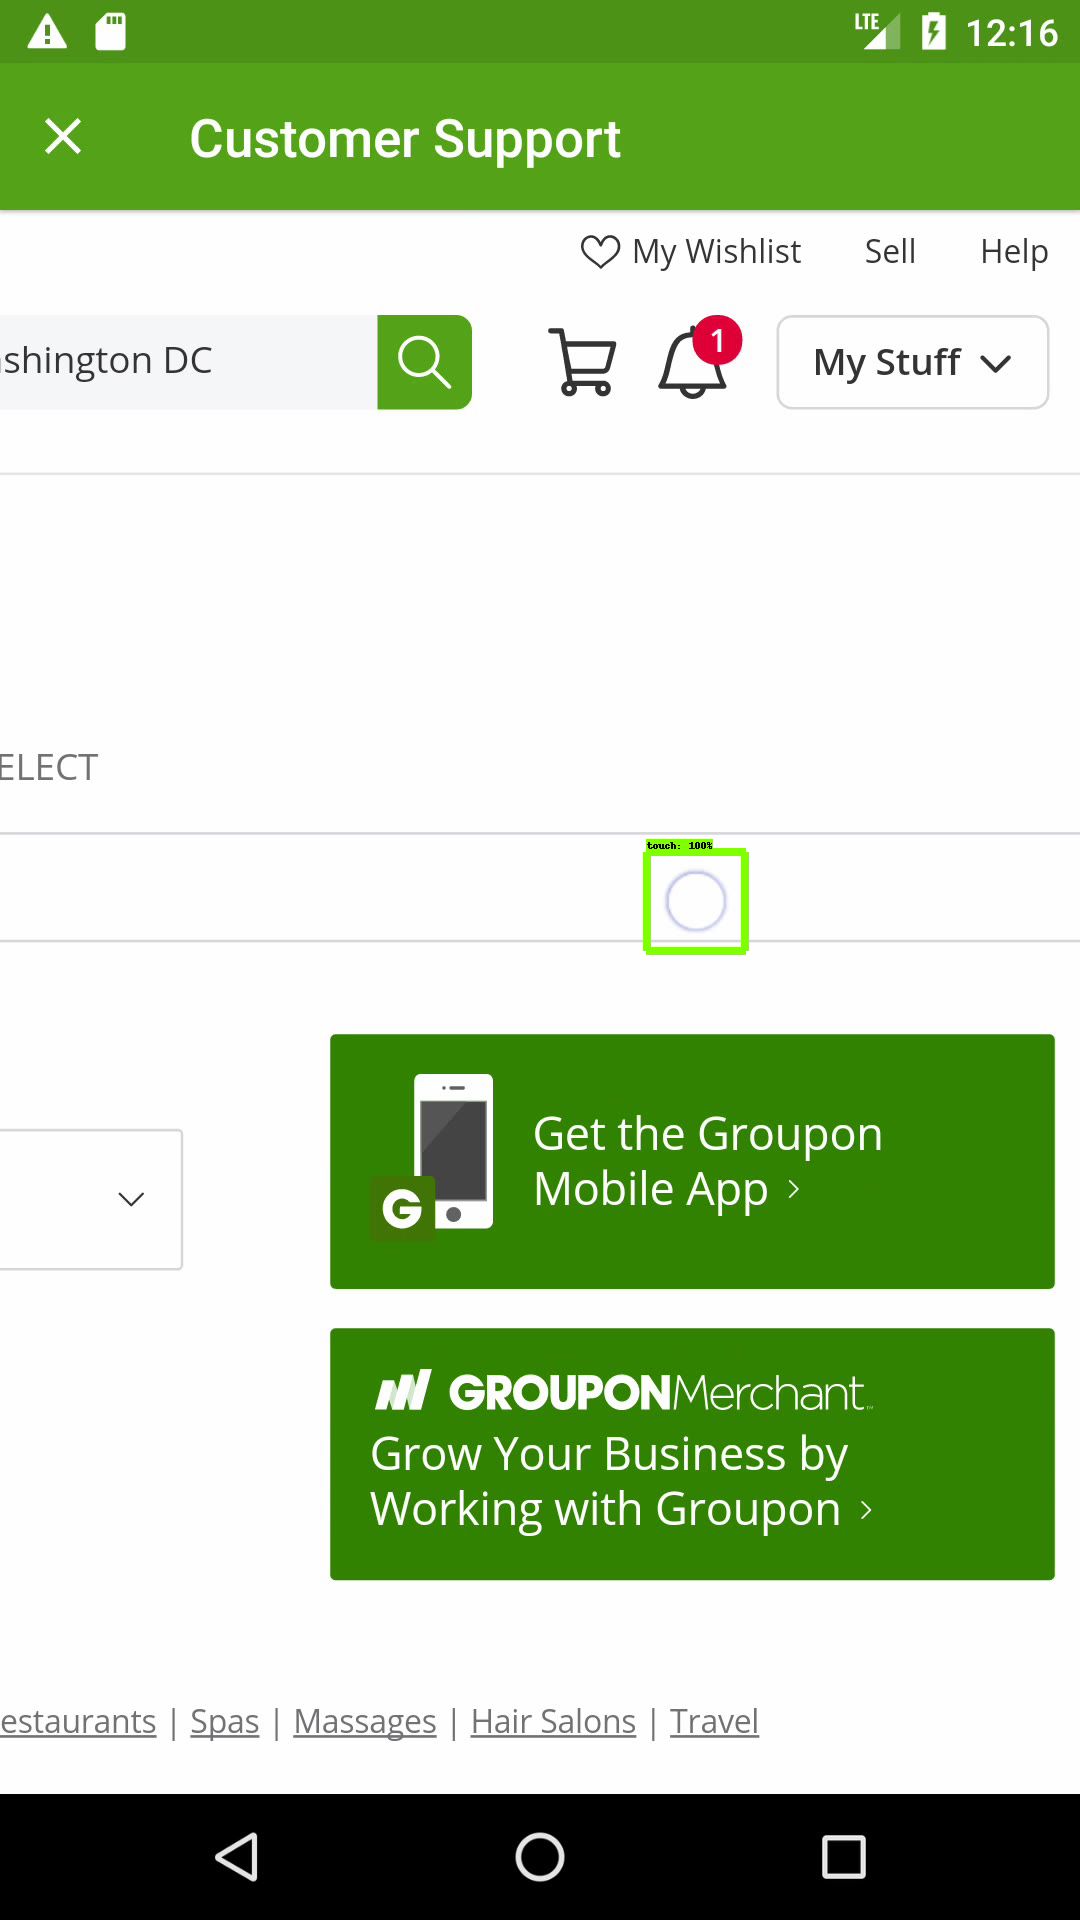 LTE 12:16
Customer Support
My Wishlist Sell Help
shington DC
1
My Stuff
ELECT
touch: 100%
Get the Groupon
Mobile App
G
GROUPON Merchant™
Grow Your Business by
Working with Groupon
estaurants | Spas | Massages | Hair Salons | Travel